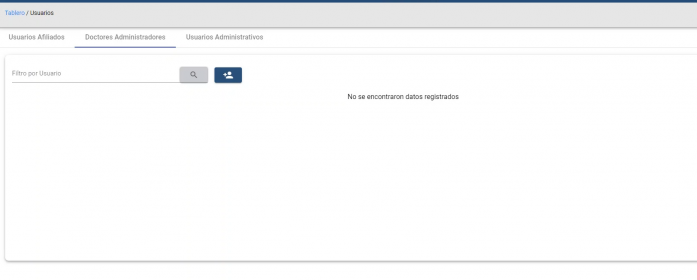 Tablero / Usuarios
Usuarios Afiliados Doctores Administradores Usuarios Administrativos
Filtro por Usuario
No se encontraron datos registrados